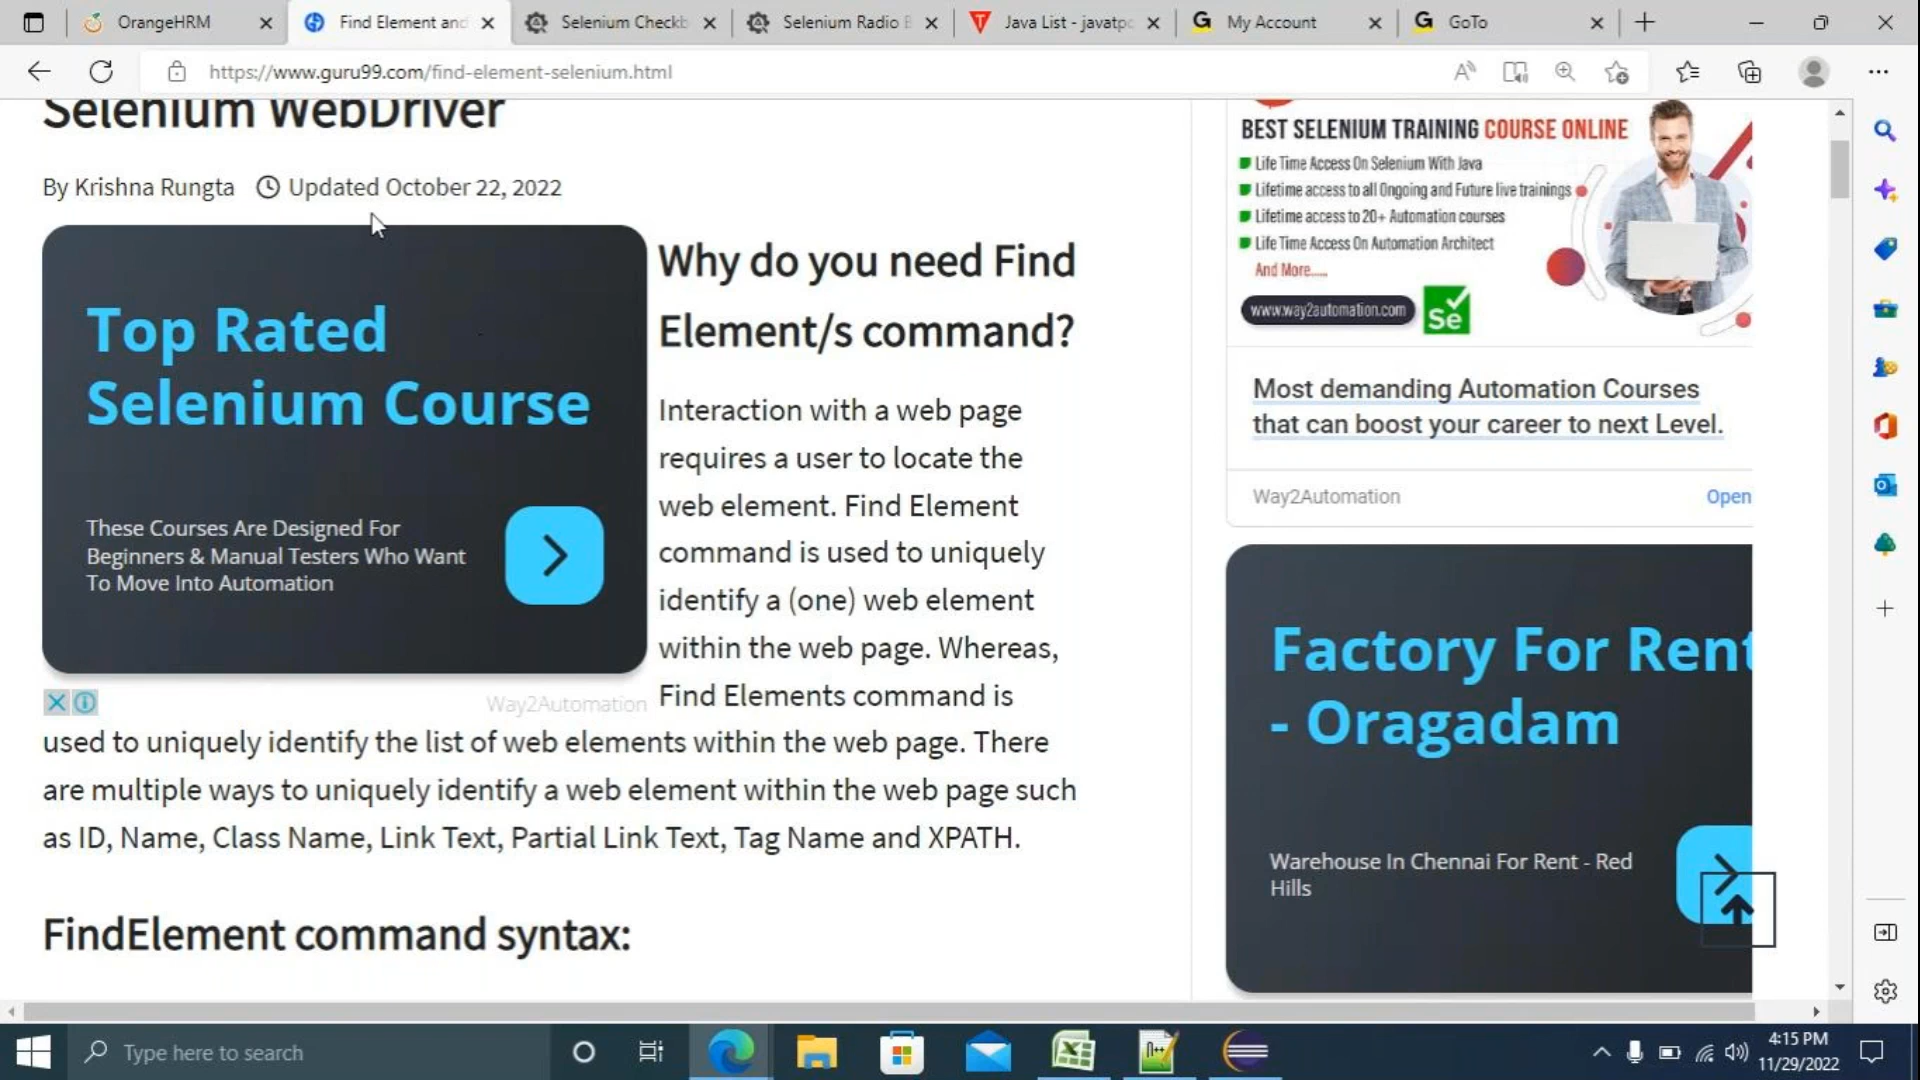 OrangeHRM
Find Element and
Selenium Checkb
Selenium Radio B
Java List - javatpo
My Account
GoTo
https://www.guru99.com/find-element-selenium.html
Selenium WebDriver
By Krishna Rungta
Updated October 22, 2022
Top Rated
Selenium Course
These Courses Are Designed For
Beginners & Manual Testers Who Want
To Move Into Automation
Way2Automation
Why do you need Find
Element/s command?
Interaction with a web page
requires a user to locate the
web element. Find Element
command is used to uniquely
identify a (one) web element
within the web page. Whereas,
Find Elements command is
used to uniquely identify the list of web elements within the web page. There
are multiple ways to uniquely identify a web element within the web page such
as ID, Name, Class Name, Link Text, Partial Link Text, Tag Name and XPATH.
FindElement command syntax:
BEST SELENIUM TRAINING COURSE ONLINE
Life Time Access On Selenium With Java
Lifetime access to all Ongoing and Future live trainings
Lifetime access to 20+ Automation courses
Life Time Access On Automation Architect
And More.....
www.way2automation.com
Se
Most demanding Automation Courses
that can boost your career to next Level.
Way2Automation
Open
Factory For Rent
- Oragadam
Warehouse In Chennai For Rent - Red
Hills
Type here to search
4:15 PM
11/29/2022